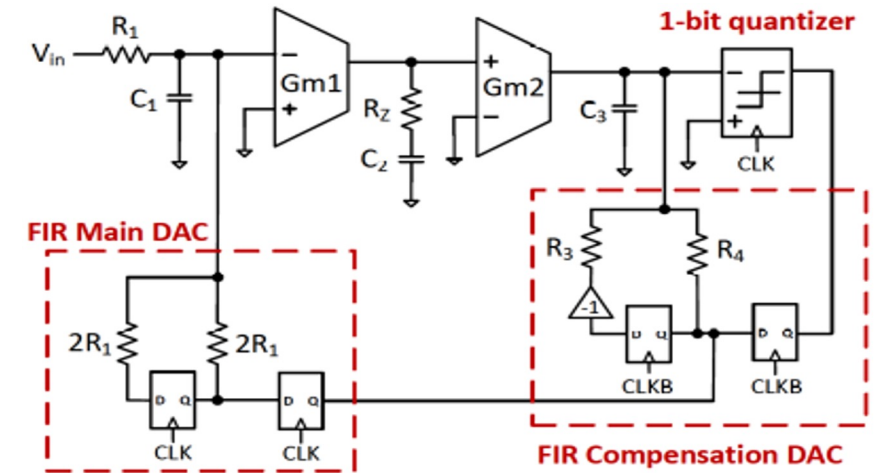 1-bit quantizer
R1
Vin
C1
−
+
Gm1
RZ
C2
+
−
Gm2
C3
−
+
CLK
FIR Main DAC
2R1
2R1
D Q
CLK
D Q
CLK
R3
R4
-1
D Q
CLKB
D Q
CLKB
FIR Compensation DAC